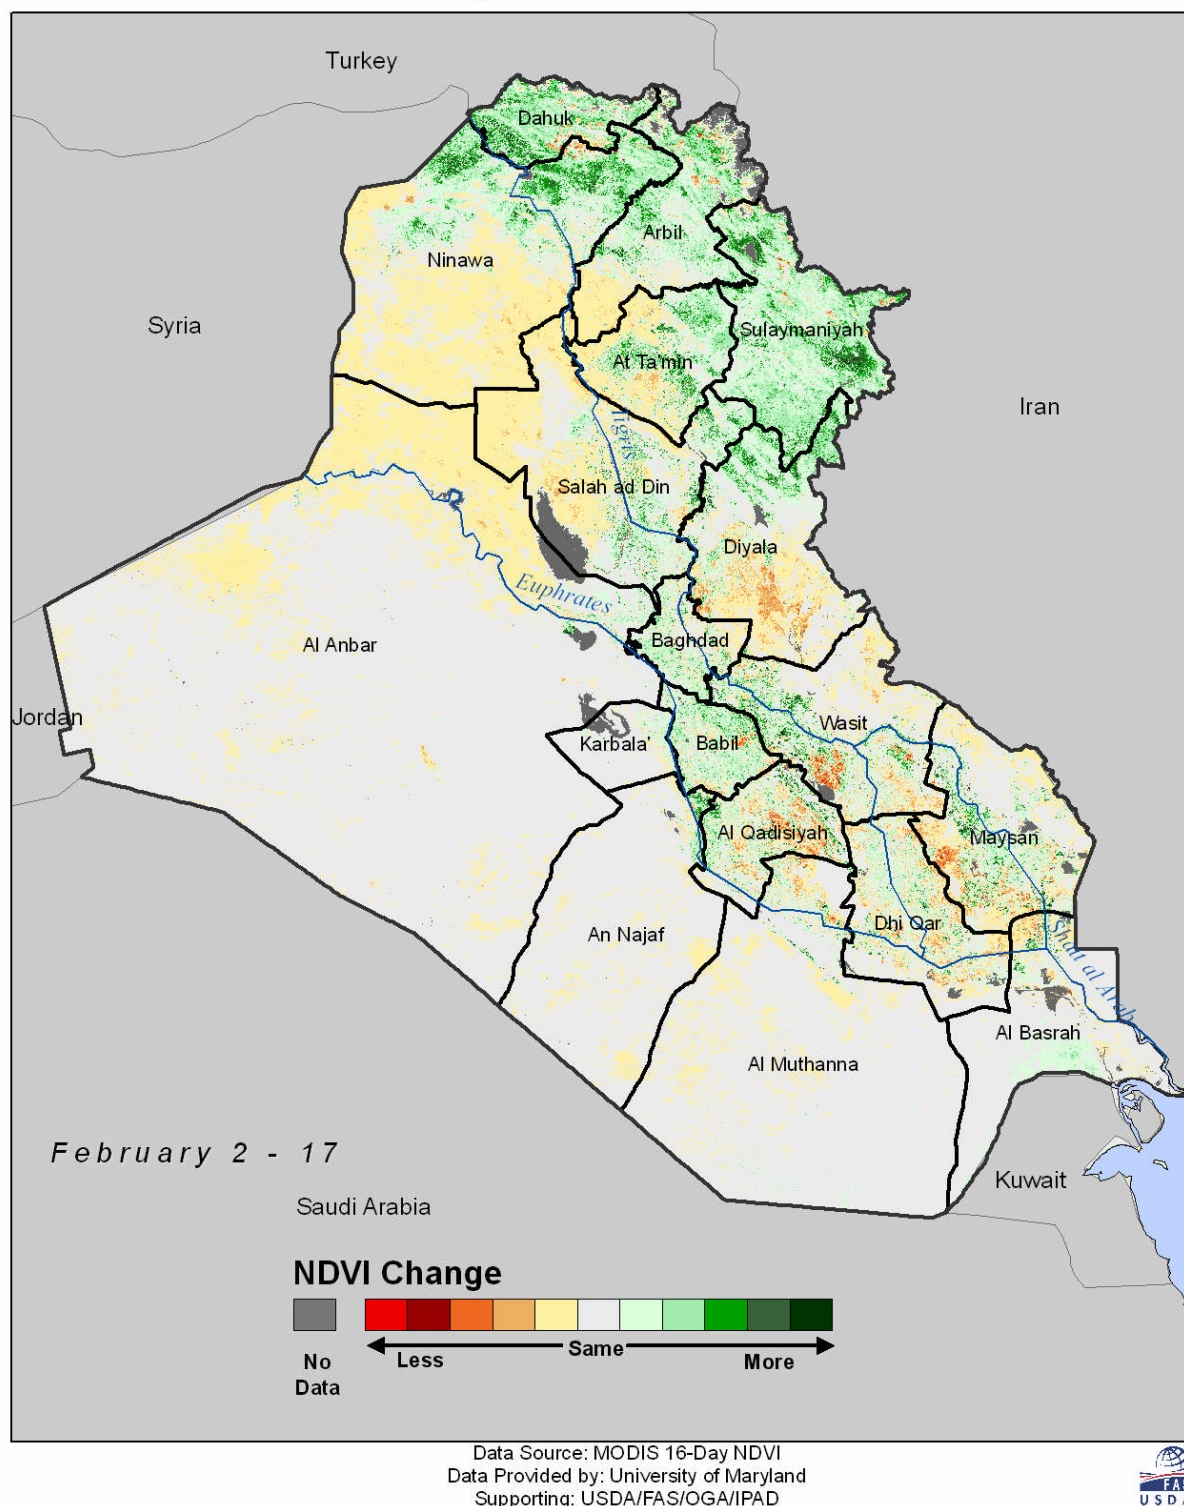 Turkey
Dahuk
Arbil
Ninawa
Syria
Sulaymaniyah
At Ta'min
Iran
Tigris
Salah ad Din
Diyala
Euphrates
Baghdad
Al Anbar
Jordan
Wasit
Karbala'
Babil
Al Qadisiyah
Maysan
An Najaf
Dhi Qar
Shatt al Arab
Al Basrah
Al Muthanna
February 2 - 17
Kuwait
Saudi Arabia
NDVI Change
No
Data
Less
Same
More
Data Source: MODIS 16-Day NDVI
Data Provided by: University of Maryland
Supporting: USDA/FAS/OGA/IPAD
FAS
USDA